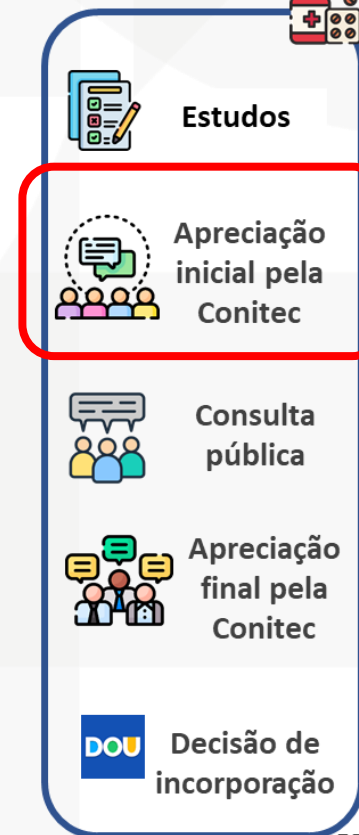 Estudos
Apreciação
inicial pela
Conitec
Consulta
pública
Apreciação
final pela
Conitec
DOU
Decisão de
incorporação